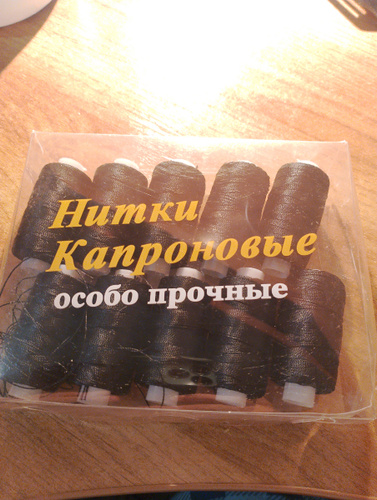 Нитки
Капроновые
особо прочные